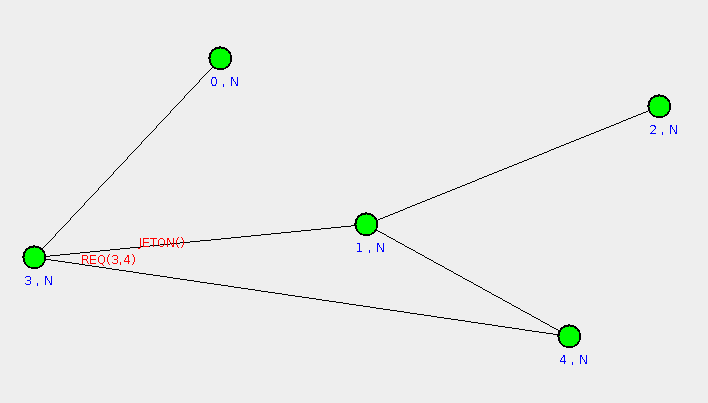 0 , N
2 , N
JETON()
1 , N
REQ(3,4)
3 , N
4 , N